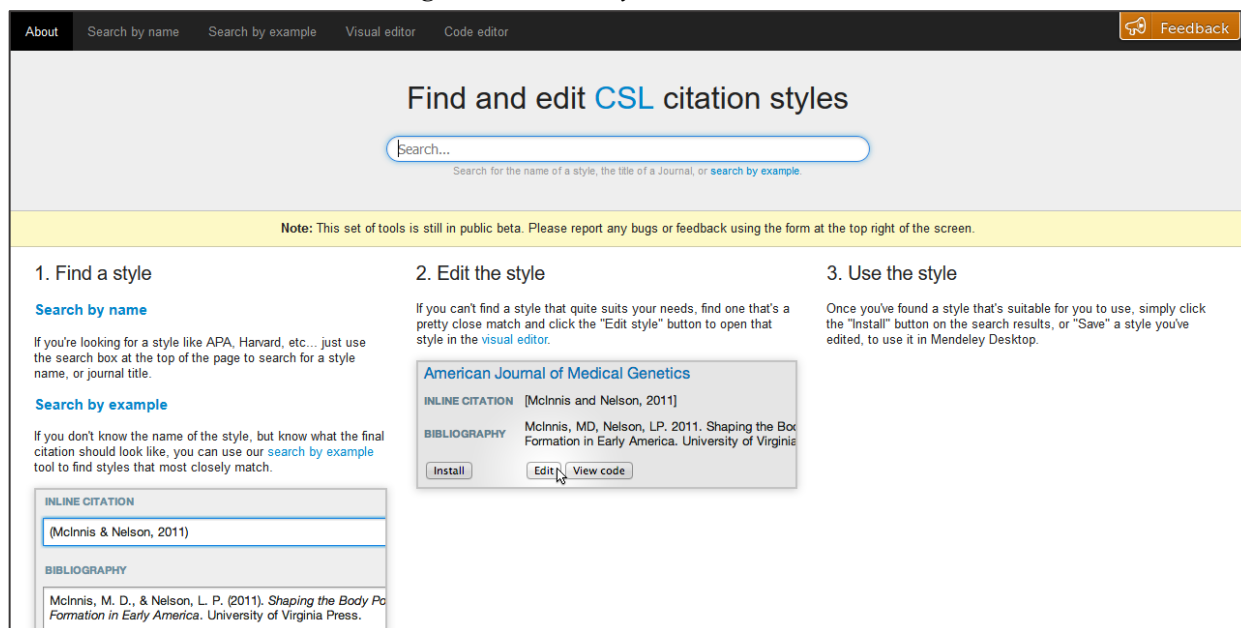 About Search by name Search by example Visual editor Code editor Feedback
Find and edit CSL citation styles
Search...
Search for the name of a style, the title of a Journal, or search by example.
Note: This set of tools is still in public beta. Please report any bugs or feedback using the form at the top right of the screen.
1. Find a style
Search by name
If you're looking for a style like APA, Harvard, etc... just use
the search box at the top of the page to search for a style
name, or journal title.
Search by example
If you don't know the name of the style, but know what the final
citation should look like, you can use our search by example
tool to find styles that most closely match.
INLINE CITATION
(McInnis & Nelson, 2011)
BIBLIOGRAPHY
McInnis, M. D., & Nelson, L. P. (2011). Shaping the Body Po
Formation in Early America. University of Virginia Press.
2. Edit the style
If you can't find a style that quite suits your needs, find one that's a
pretty close match and click the "Edit style" button to open that
style in the visual editor.
American Journal of Medical Genetics
INLINE CITATION [McInnis and Nelson, 2011]
BIBLIOGRAPHY McInnis, MD, Nelson, LP. 2011. Shaping the Bod
Formation in Early America. University of Virginia
Install Edit View code
3. Use the style
Once you've found a style that's suitable for you to use, simply click
the "Install" button on the search results, or "Save" a style you've
edited, to use it in Mendeley Desktop.